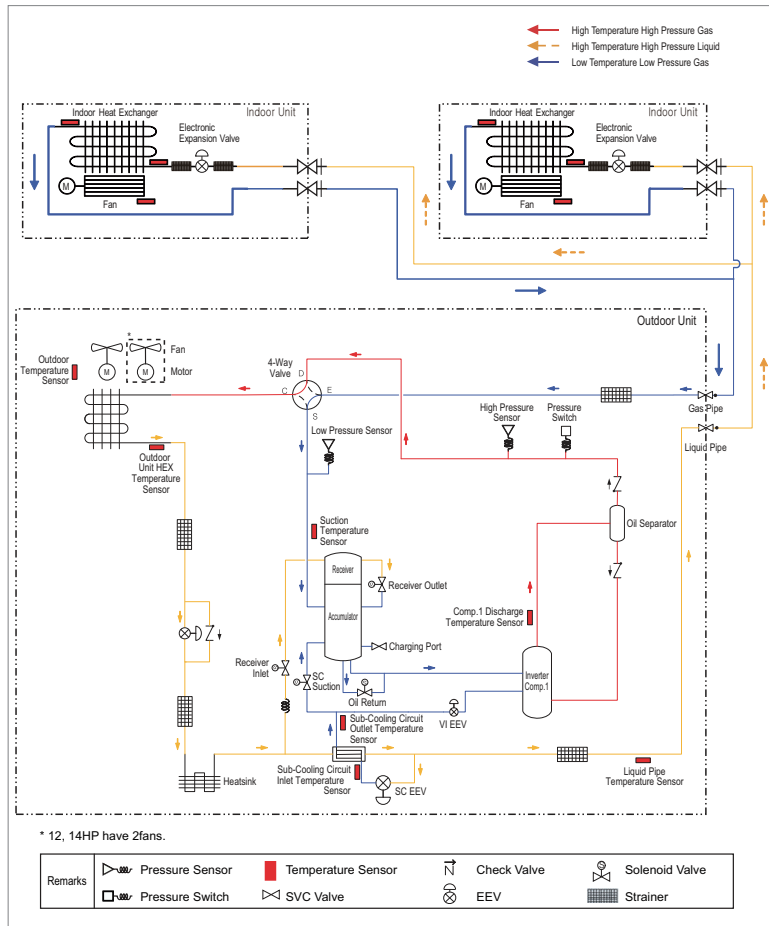 High Temperature High Pressure Gas
High Temperature High Pressure Liquid
Low Temperature Low Pressure Gas
Indoor Unit
Indoor Heat Exchanger
Electronic
Expansion Valve
M
Fan
Indoor Unit
Indoor Heat Exchanger
Electronic
Expansion Valve
M
Fan
Outdoor Unit
*
Fan
Motor
M
M
Outdoor
Temperature
Sensor
4-Way
Valve
D
C
E
S
High Pressure
Sensor
Pressure
Switch
Gas Pipe
Liquid Pipe
Low Pressure Sensor
Outdoor
Unit HEX
Temperature
Sensor
Suction
Temperature
Sensor
Oil Separator
Receiver
Receiver Outlet
Accumulator
Comp.1 Discharge
Temperature Sensor
Charging Port
Receiver
Inlet
SC
Suction
Oil Return
Inverter
Comp.1
Sub-Cooling Circuit
Outlet Temperature
Sensor
VI EEV
Heatsink
Sub-Cooling Circuit
Inlet Temperature
Sensor
SC EEV
Liquid Pipe
Temperature Sensor
* 12, 14HP have 2fans.
Remarks
Pressure Sensor
Temperature Sensor
Check Valve
Solenoid Valve
Pressure Switch
SVC Valve
EEV
Strainer